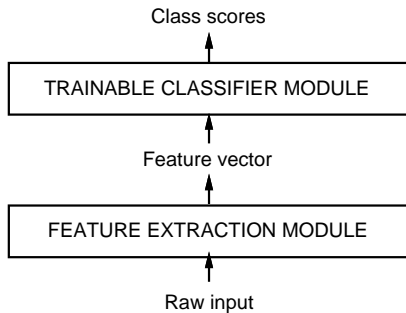 Class scores
TRAINABLE CLASSIFIER MODULE
Feature vector
FEATURE EXTRACTION MODULE
Raw input